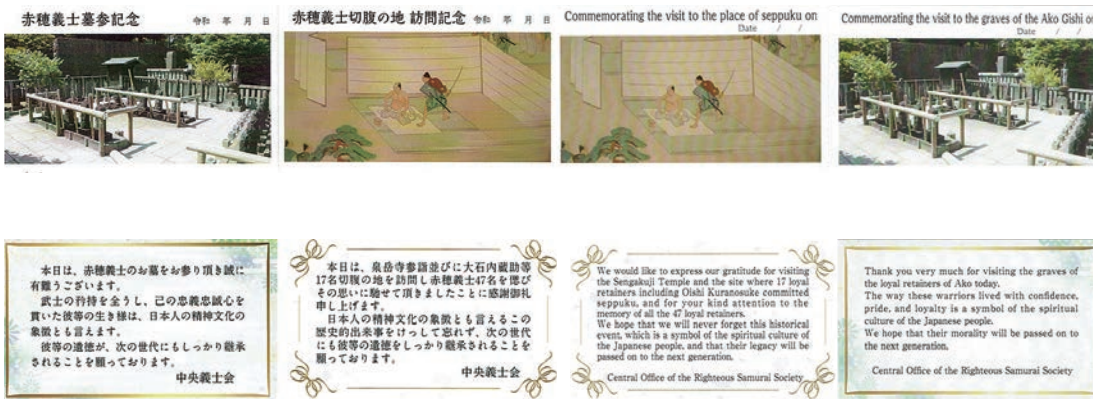 赤穂義士墓参記念 令和 年 月 日
赤穂義士切腹の地 訪問記念 令和 年 月 日
Commemorating the visit to the place of seppuku on
Date / /
Commemorating the visit to the graves of the Ako Gishi on
Date / /
本日は、赤穂義士のお墓をお参り頂き誠に
有難うございます。
武士の矜持を全うし、己の忠義忠誠心を
貫いた彼等の生き様は、日本人の精神文化の
象徴とも言えます。
彼等の遺徳が、次の世代にもしっかり継承
されることを願っております。
中央義士会
本日は、泉岳寺参詣並びに大石内蔵助等
17名切腹の地を訪問し赤穂義士47名を偲び
その思いに馳せて頂きましたことに感謝御礼
申し上げます。
日本人の精神文化の象徴とも言えるこの
歴史的出来事をけっして忘れず、次の世代
にも彼等の遺徳をしっかり継承されることを
願っております。
中央義士会
We would like to express our gratitude for visiting
the Sengakuji Temple and the site where 17 loyal
retainers including Oishi Kuranosuke committed
seppuku, and for your kind attention to the
memory of all the 47 loyal retainers.
We hope that we will never forget this historical
event, which is a symbol of the spiritual culture of
the Japanese people, and that their legacy will be
passed on to the next generation.
Central Office of the Righteous Samurai Society
Thank you very much for visiting the graves of
the loyal retainers of Ako today.
The way these warriors lived with confidence,
pride, and loyalty is a symbol of the spiritual
culture of the Japanese people.
We hope that their morality will be passed on to
the next generation.
Central Office of the Righteous Samurai Society